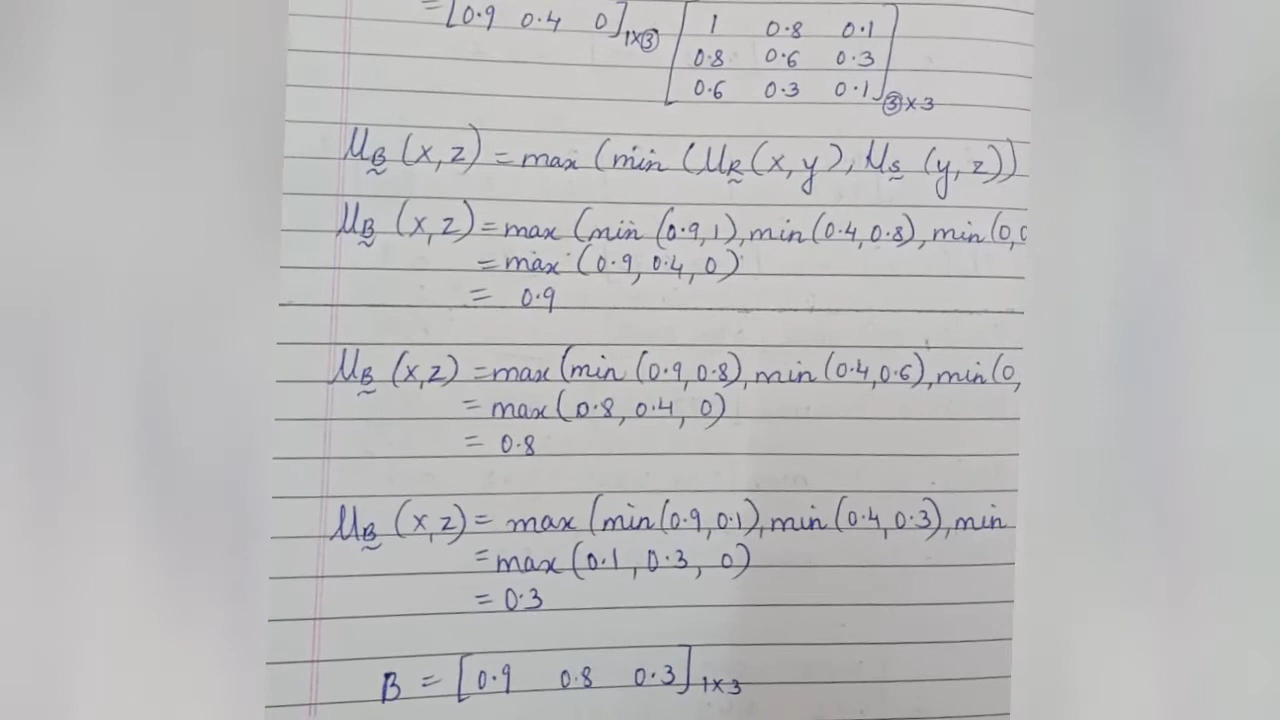 = [0.9 0.4 0]1×3 [1 0.8 0.1
0.8 0.6 0.3
0.6 0.3 0.1]3×3
μB̰ (x, z) = max (min (μR̰ (x, y), μS̰ (y, z))
μB̰ (x, z) = max (min (0.9, 1), min (0.4, 0.8), min (0, 0
= max (0.9, 0.4, 0)
= 0.9
μB̰ (x, z) = max (min (0.9, 0.8), min (0.4, 0.6), min (0,
= max (0.8, 0.4, 0)
= 0.8
μB̰ (x, z) = max (min (0.9, 0.1), min (0.4, 0.3), min
= max (0.1, 0.3, 0)
= 0.3
B = [0.9 0.8 0.3]1×3